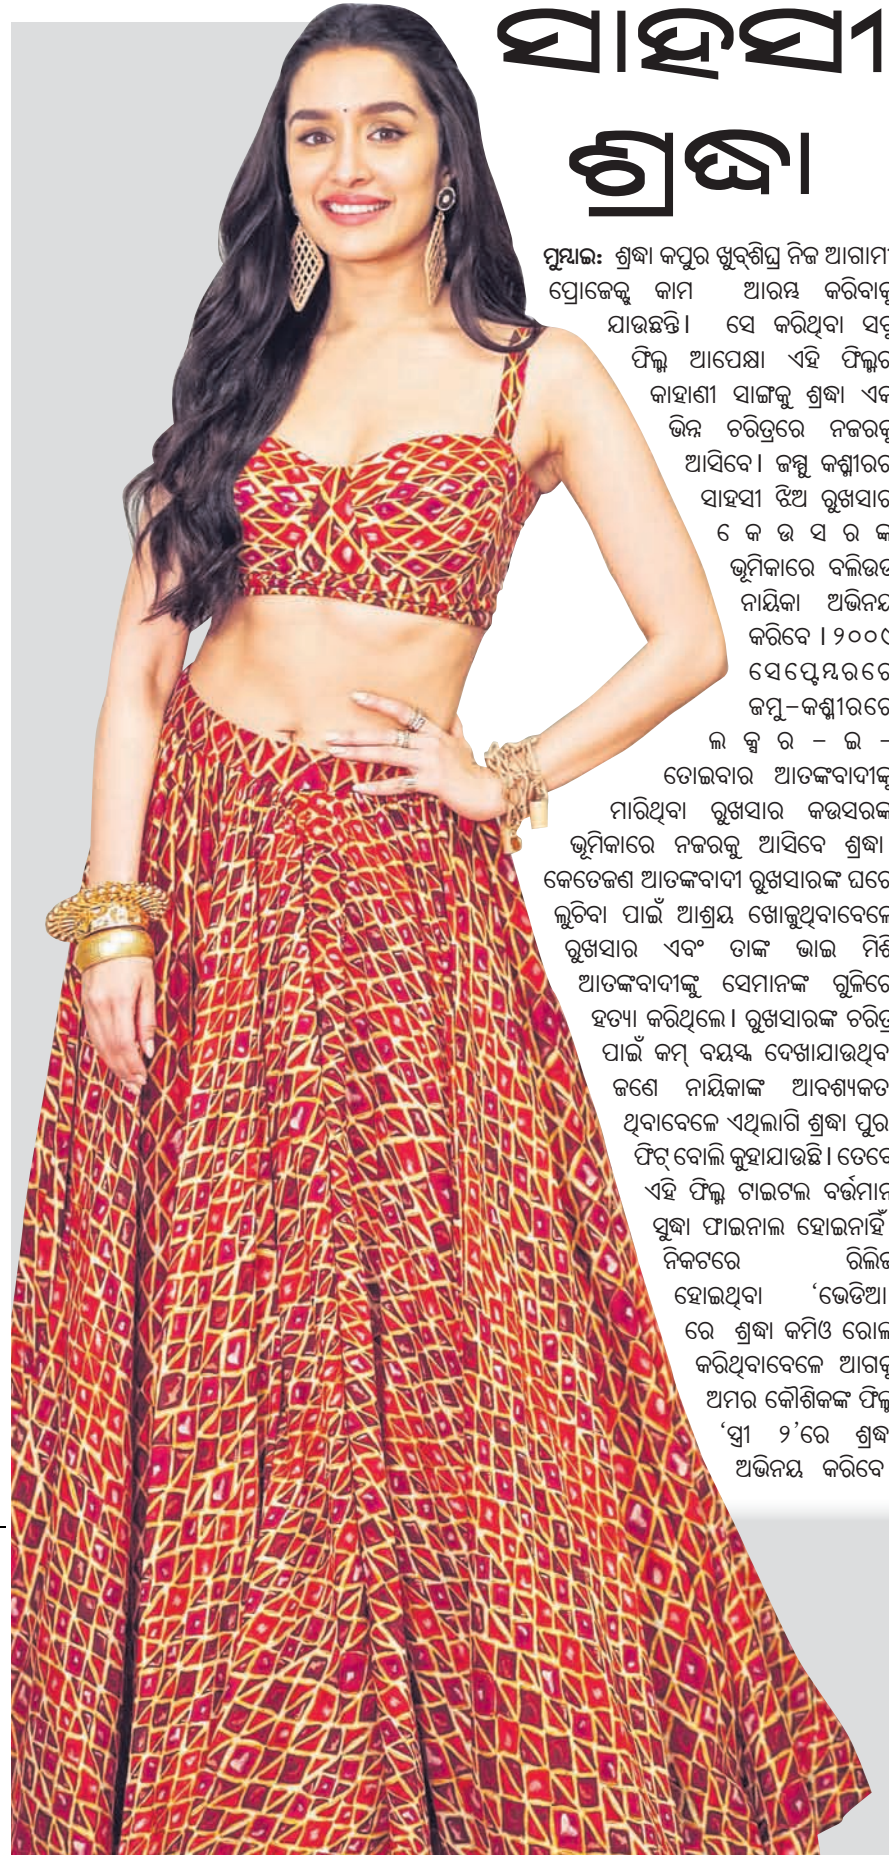 ସାହସୀ
ଶ୍ରଦ୍ଧା
ମୁମ୍ବାଇ: ଶ୍ରଦ୍ଧା କପୁର ଖୁବ୍‌ଶିଘ୍ର ନିଜ ଆଗାମୀ
ପ୍ରୋଜେକ୍ଟ କାମ ଆରମ୍ଭ କରିବାକୁ
ଯାଉଛନ୍ତି। ସେ କରିଥିବା ସବୁ
ଫିଲ୍ମ ଆପେକ୍ଷା ଏହି ଫିଲ୍ମର
କାହାଣୀ ସାଙ୍ଗକୁ ଶ୍ରଦ୍ଧା ଏକ
ଭିନ୍ନ ଚରିତ୍ରରେ ନଜରକୁ
ଆସିବେ। ଜମ୍ମୁ କଶ୍ମୀରର
ସାହସୀ ଝିଅ ରୁଖସାର
କେଉସରଙ୍କ
ଭୂମିକାରେ ବଲିଉଡ
ନାୟିକା ଅଭିନୟ
କରିବେ । ୨୦୦୯
ସେପ୍ଟେମ୍ବରରେ
ଜମୁ-କଶ୍ମୀରରେ
ଲକ୍ସର-ଇ-
ତୋଇବାର ଆତଙ୍କବାଦୀଙ୍କୁ
ମାରିଥିବା ରୁଖସାର କଉସରଙ୍କ
ଭୂମିକାରେ ନଜରକୁ ଆସିବେ ଶ୍ରଦ୍ଧା
କେତେଜଣ ଆତଙ୍କବାଦୀ ରୁଖସାରଙ୍କ ଘରେ
ଲୁଚିବା ପାଇଁ ଆଶ୍ରୟ ଖୋଜୁଥିବାବେଳେ
ରୁଖସାର ଏବଂ ତାଙ୍କ ଭାଇ ମିଶି
ଆତଙ୍କବାଦୀଙ୍କୁ ସେମାନଙ୍କ ଗୁଳିରେ
ହତ୍ୟା କରିଥିଲେ। ରୁଖସାରଙ୍କ ଚରିତ୍ର
ପାଇଁ କମ୍ ବୟସ୍କ ଦେଖାଯାଉଥିବ
ଜଣେ ନାୟିକାଙ୍କ ଆବଶ୍ୟକତ
ଥିବାବେଳେ ଏଥିଲାଗି ଶ୍ରଦ୍ଧା ପୁର
ଫିଟ୍ ବୋଲି କୁହାଯାଉଛି। ତେବେ
ଏହି ଫିଲ୍ମ ଟାଇଟଲ ବର୍ତ୍ତମାନ
ସୁଦ୍ଧା ଫାଇନାଲ ହୋଇନାହିଁ
ନିକଟରେ ରିଲିଜ
ହୋଇଥିବା ‘ଭେଡିଆ
ରେ ଶ୍ରଦ୍ଧା କମିଓ ରୋଲ
କରିଥିବାବେଳେ ଆଗକୁ
ଅମର କୌଶିକଙ୍କ ଫିଲ୍ମ
‘ସ୍ତ୍ରୀ ୨’ରେ ଶ୍ରଦ୍ଧ
ଅଭିନୟ କରିବେ